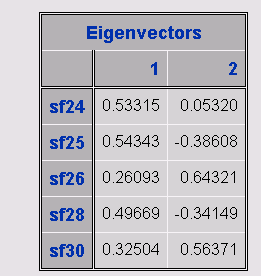 Eigenvectors
1 2
sf24 0.53315 0.05320
sf25 0.54343 -0.38608
sf26 0.26093 0.64321
sf28 0.49669 -0.34149
sf30 0.32504 0.56371